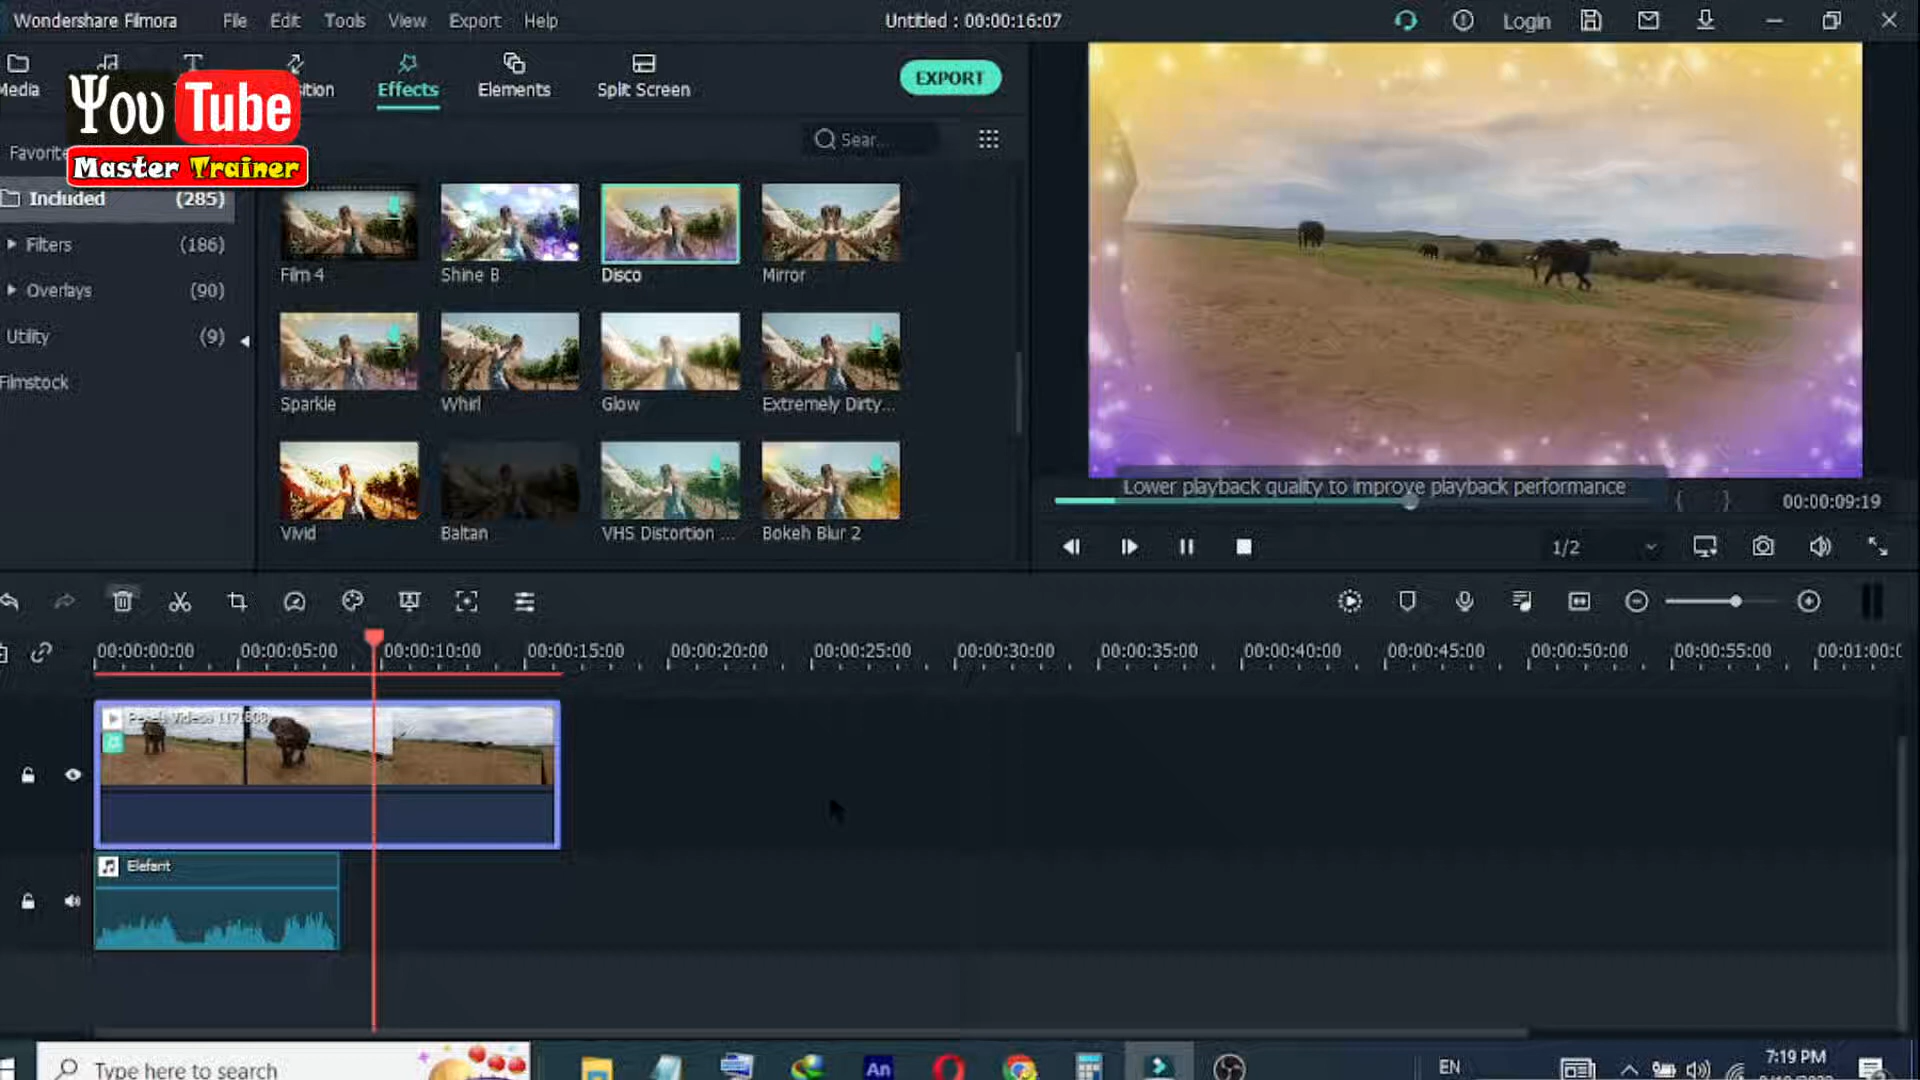 Wondershare Filmora File Edit Tools View Export Help Untitled : 00:00:16:07 Login
Media ition Effects Elements Split Screen EXPORT
You Tube
Master Trainer
Favorite
Sear...
Included (285)
Filters (186)
Overlays (90)
Utility (9)
Filmstock
Film 4 Shine B Disco Mirror
Sparkle Whirl Glow Extremely Dirty...
Vivid Baltan VHS Distortion ... Bokeh Blur 2
Lower playback quality to improve playback performance
{ } 00:00:09:19
1/2
00:00:00:00 00:00:05:00 00:00:10:00 00:00:15:00 00:00:20:00 00:00:25:00 00:00:30:00 00:00:35:00 00:00:40:00 00:00:45:00 00:00:50:00 00:00:55:00 00:01:00:0
Pexels Videos
Elefant
Type here to search
An
EN
7:19 PM